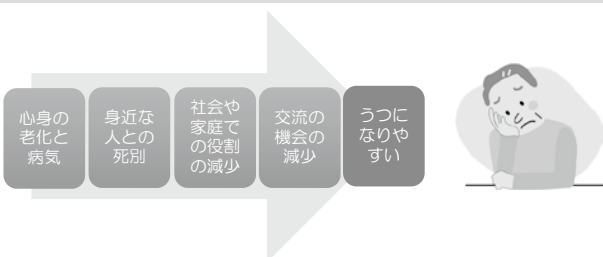 心身の
老化と
病気
身近な
人との
死別
社会や
家庭で
の役割
の減少
交流の
機会の
減少
うつに
なりや
すい